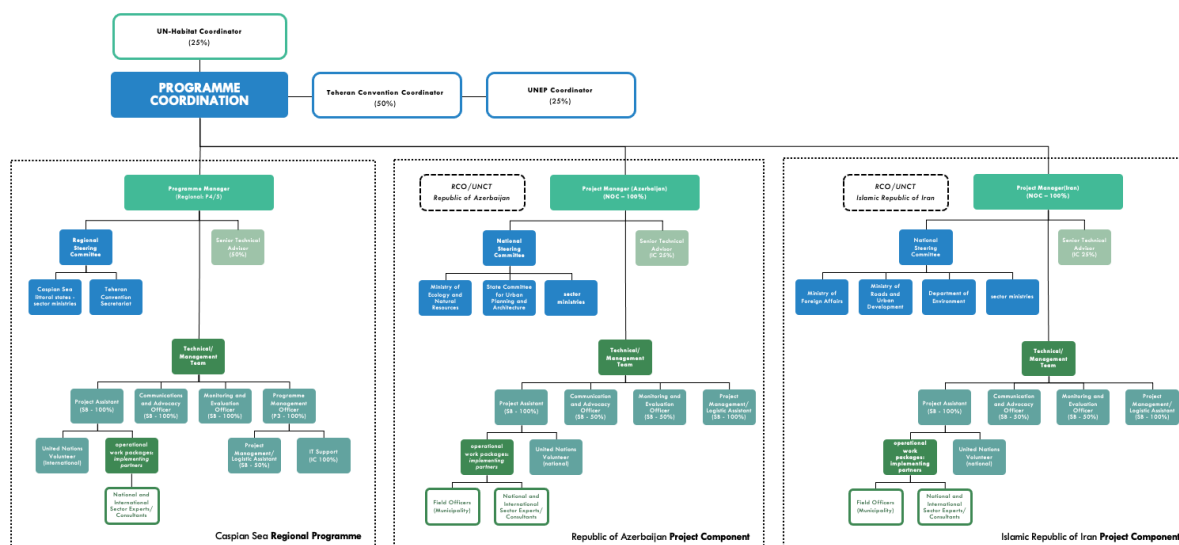 UN-Habitat Coordinator
(25%)
PROGRAMME
COORDINATION
Teheran Convention Coordinator
(50%)
UNEP Coordinator
(25%)
Programme Manager
(Regional: P4/5)
Regional
Steering
Committee
Senior Technical
Advisor
(50%)
Caspian Sea
littoral states -
sector ministries
Teheran
Convention
Secretariat
Technical/
Management
Team
Project Assistant
(SB - 100%)
Communications
and Advocacy
Officer
(SB - 100%)
Monitoring and
Evaluation
Officer
(SB - 100%)
Programme
Management
Officer
(P3 - 100%)
United Nations
Volunteer
(International)
operational
work packages:
implementing
partners
Project
Management/
Logistic Assistant
(SB - 50%)
IT Support
(IC 100%)
National and
International
Sector Experts/
Consultants
Caspian Sea Regional Programme
RCO/UNCT
Republic of Azerbaijan
Project Manager (Azerbaijan)
(NOC – 100%)
National
Steering
Committee
Senior Technical
Advisor
(IC 25%)
Ministry of
Ecology and
Natural
Resources
State Committee
for Urban
Planning and
Architecture
sector
ministries
Technical/
Management
Team
Project Assistant
(SB - 100%)
Communication
and Advocacy
Officer
(SB - 50%)
Monitoring and
Evaluation
Officer
(SB - 50%)
Project
Management/
Logistic Assistant
(SB - 100%)
operational
work packages:
implementing
partners
United Nations
Volunteer
(national)
Field Officers
(Municipality)
National and
International
Sector Experts/
Consultants
Republic of Azerbaijan Project Component
RCO/UNCT
Islamic Republic of Iran
Project Manager(Iran)
(NOC – 100%)
National
Steering
Committee
Senior Technical
Advisor
(IC 25%)
Ministry of
Foreign Affairs
Ministry of
Roads and
Urban
Development
Department of
Environment
sector ministries
Technical/
Management
Team
Project Assistant
(SB - 100%)
Communication
and Advocacy
Officer
(SB - 50%)
Monitoring and
Evaluation
Officer
(SB - 50%)
Project
Management/
Logistic Assistant
(SB - 100%)
operational
work
packages:
implementing
partners
United Nations
Volunteer
(national)
Field Officers
(Municipality)
National and
International
Sector Experts/
Consultants
Islamic Republic of Iran Project Component